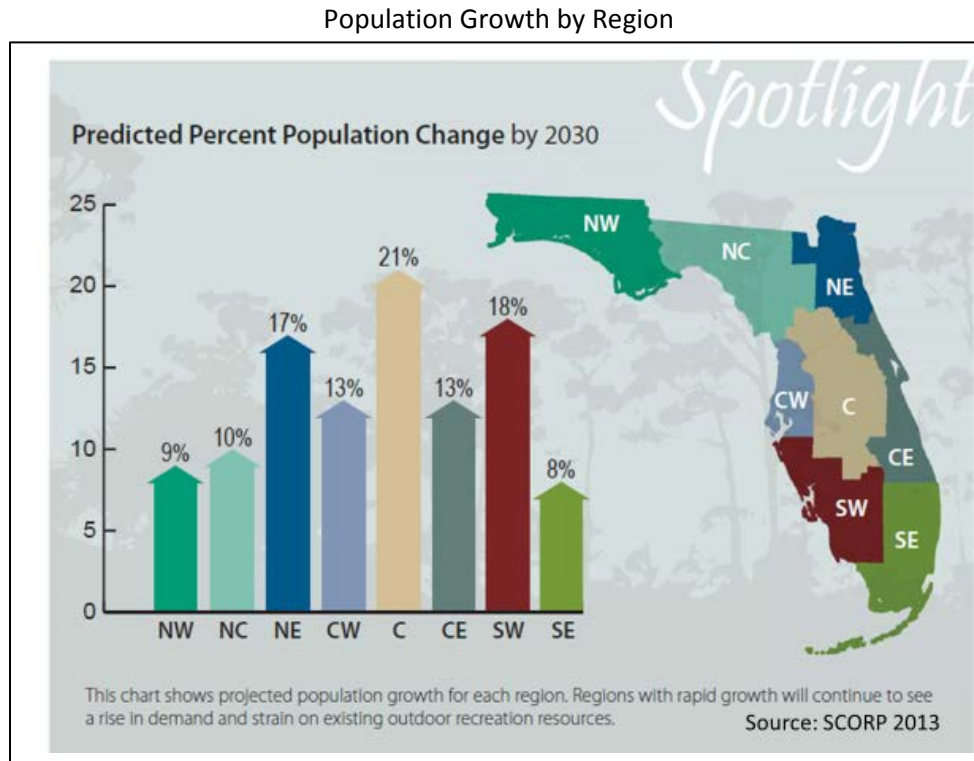 Population Growth by Region
Spotlight
Predicted Percent Population Change by 2030
25
20
15
10
5
0
9%
10%
17%
13%
21%
13%
18%
8%
NW
NC
NE
CW
C
CE
SW
SE
NW
NC
NE
CW
C
CE
SW
SE
This chart shows projected population growth for each region. Regions with rapid growth will continue to see
a rise in demand and strain on existing outdoor recreation resources.
Source: SCORP 2013